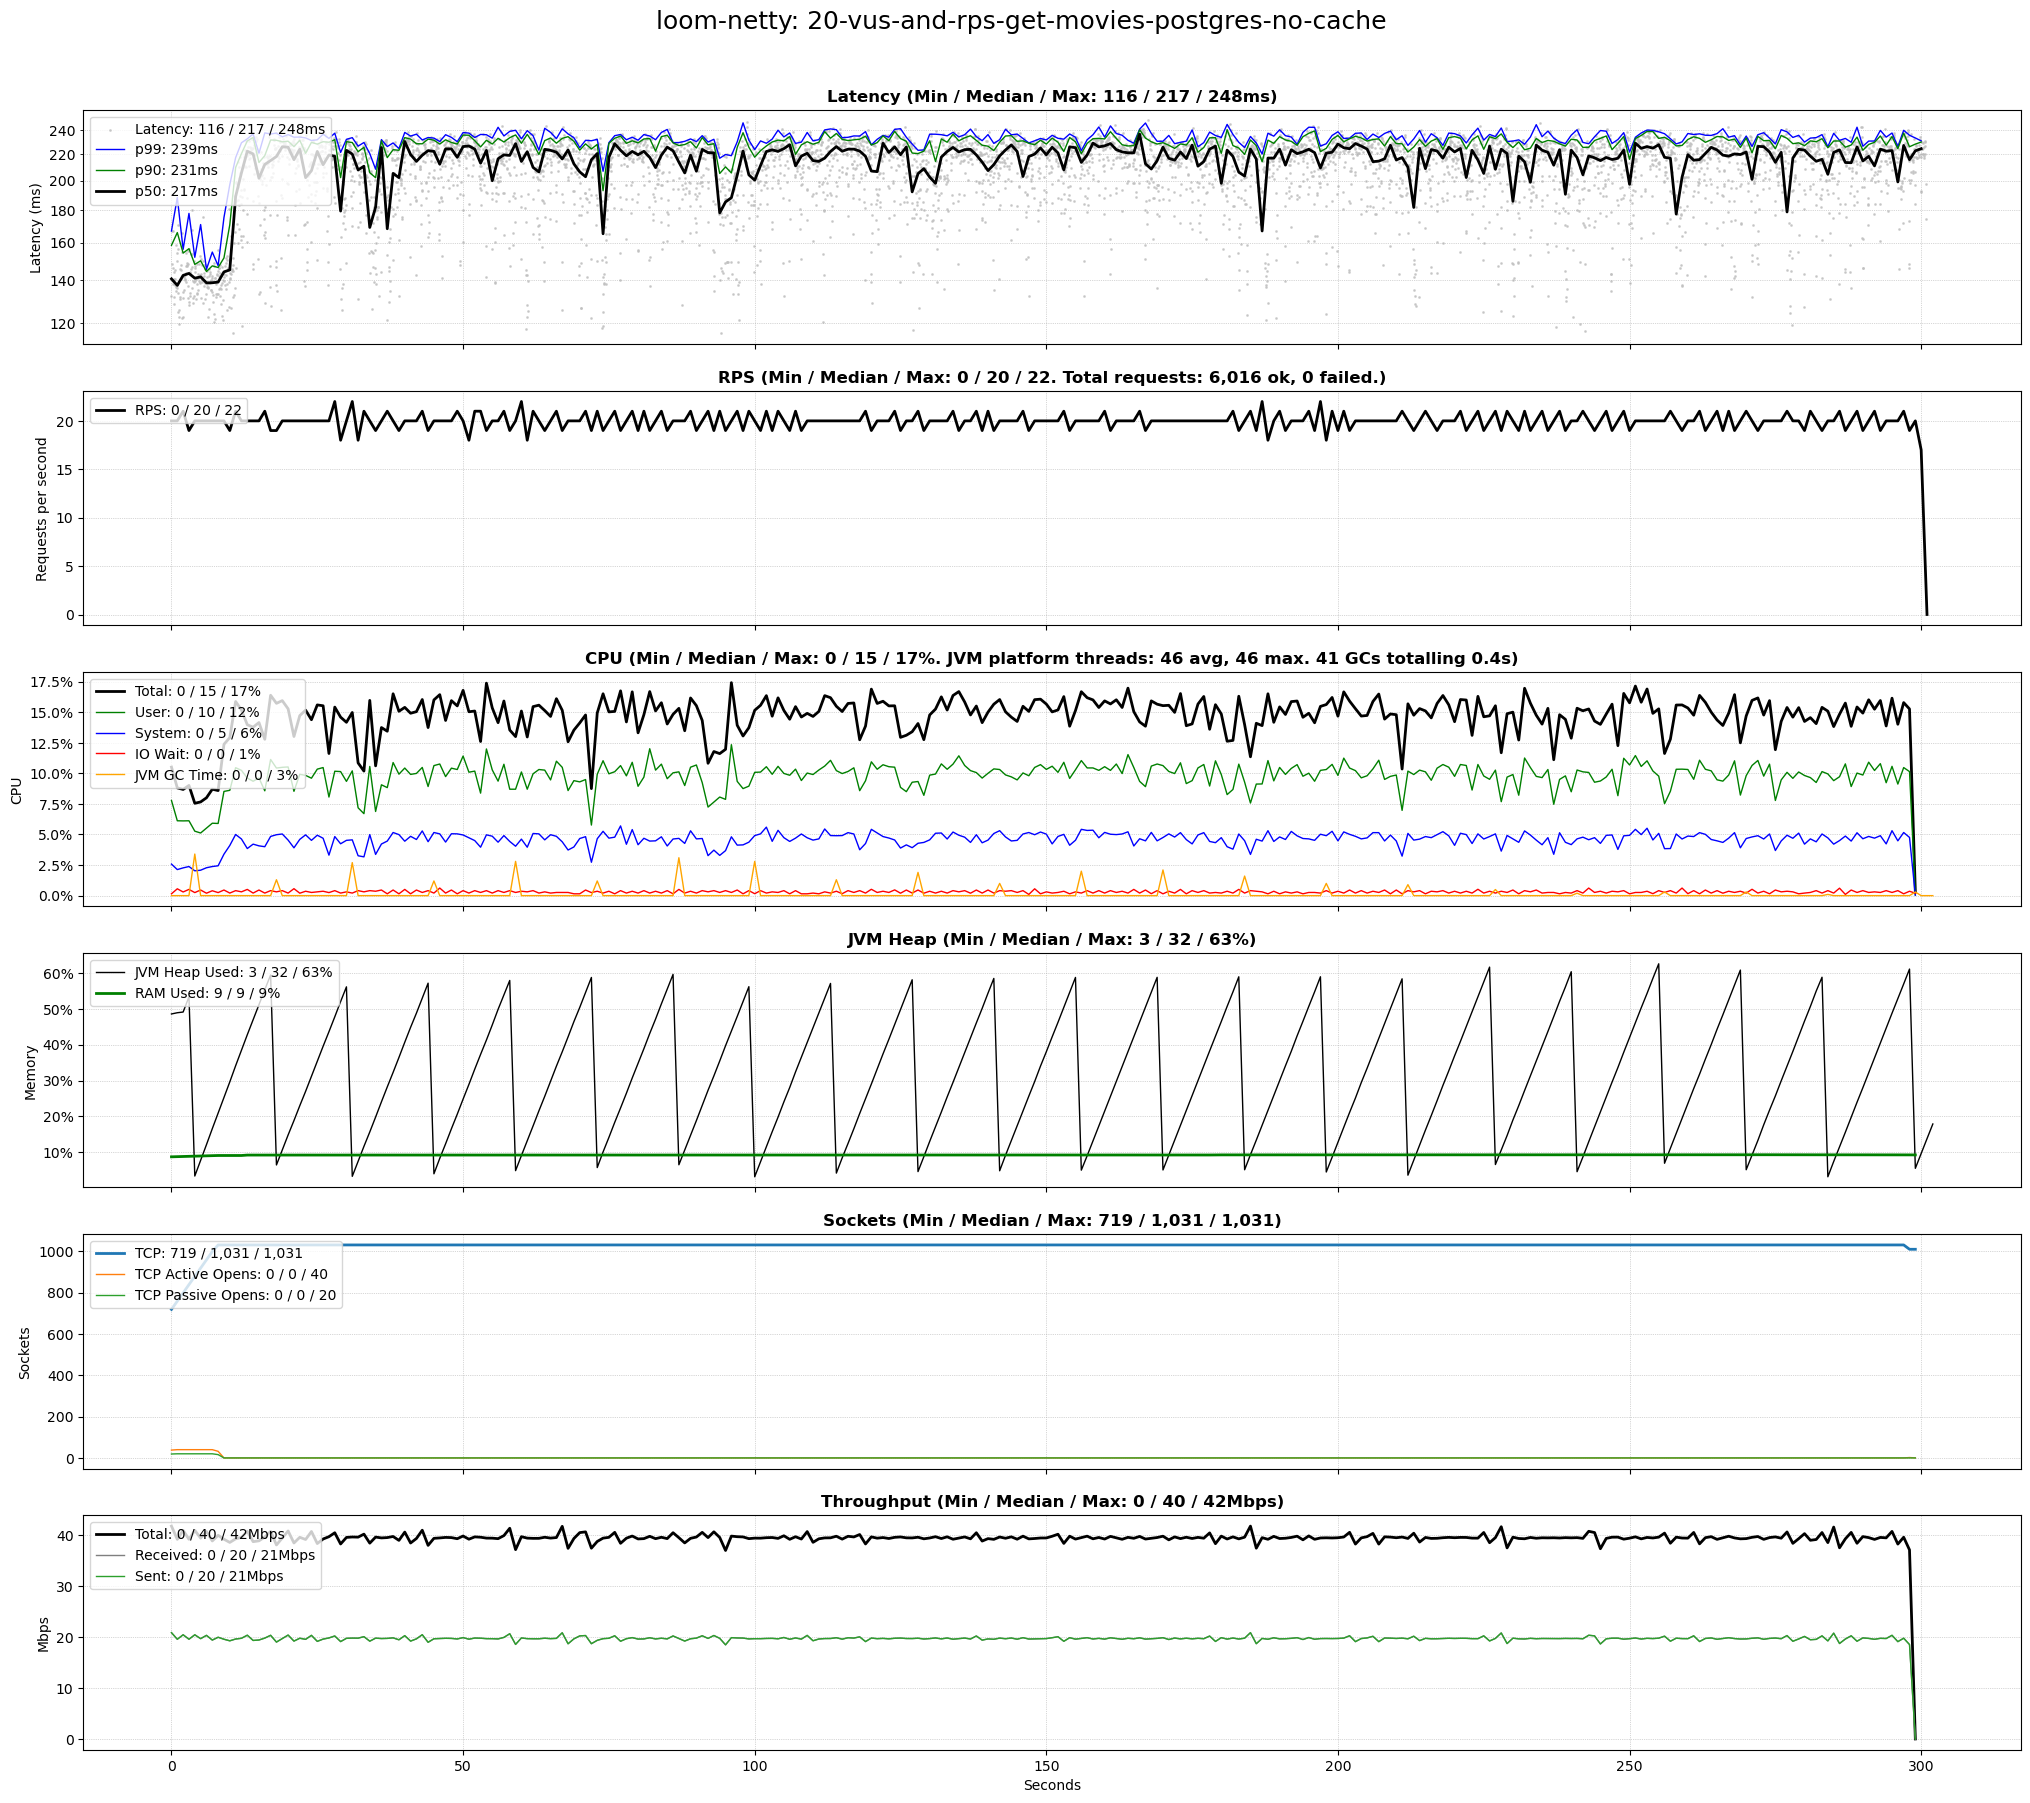 loom-netty: 20-vus-and-rps-get-movies-postgres-no-cache
Latency (Min / Median / Max: 116 / 217 / 248ms)
Latency: 116 / 217 / 248ms
p99: 239ms
p90: 231ms
p50: 217ms
Latency (ms)
240
220
200
180
160
140
120
RPS (Min / Median / Max: 0 / 20 / 22. Total requests: 6,016 ok, 0 failed.)
RPS: 0 / 20 / 22
Requests per second
20
15
10
5
0
CPU (Min / Median / Max: 0 / 15 / 17%. JVM platform threads: 46 avg, 46 max. 41 GCs totalling 0.4s)
Total: 0 / 15 / 17%
User: 0 / 10 / 12%
System: 0 / 5 / 6%
IO Wait: 0 / 0 / 1%
JVM GC Time: 0 / 0 / 3%
CPU
17.5%
15.0%
12.5%
10.0%
7.5%
5.0%
2.5%
0.0%
JVM Heap (Min / Median / Max: 3 / 32 / 63%)
JVM Heap Used: 3 / 32 / 63%
RAM Used: 9 / 9 / 9%
Memory
60%
50%
40%
30%
20%
10%
Sockets (Min / Median / Max: 719 / 1,031 / 1,031)
TCP: 719 / 1,031 / 1,031
TCP Active Opens: 0 / 0 / 40
TCP Passive Opens: 0 / 0 / 20
Sockets
1000
800
600
400
200
0
Throughput (Min / Median / Max: 0 / 40 / 42Mbps)
Total: 0 / 40 / 42Mbps
Received: 0 / 20 / 21Mbps
Sent: 0 / 20 / 21Mbps
Mbps
40
30
20
10
0
0 50 100 150 200 250 300
Seconds